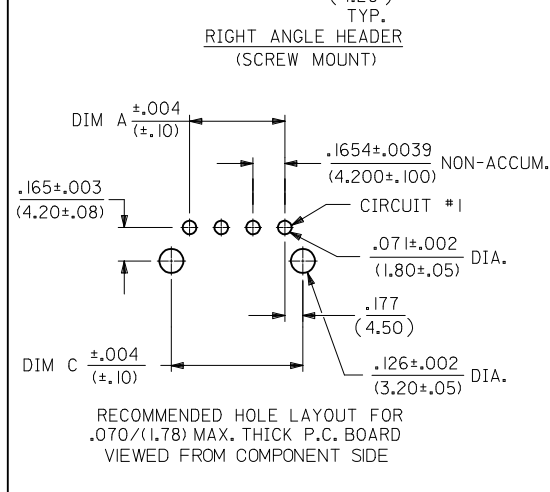 TYP.
RIGHT ANGLE HEADER
(SCREW MOUNT)
DIM A ±.004
(±.10)
.1654±.0039
(4.200±.100) NON-ACCUM.
.165±.003
(4.20±.08)
CIRCUIT #1
.071±.002
(1.80±.05) DIA.
.177
(4.50)
DIM C ±.004
(±.10)
.126±.002
(3.20±.05) DIA.
RECOMMENDED HOLE LAYOUT FOR
.070/(1.78) MAX. THICK P.C. BOARD
VIEWED FROM COMPONENT SIDE